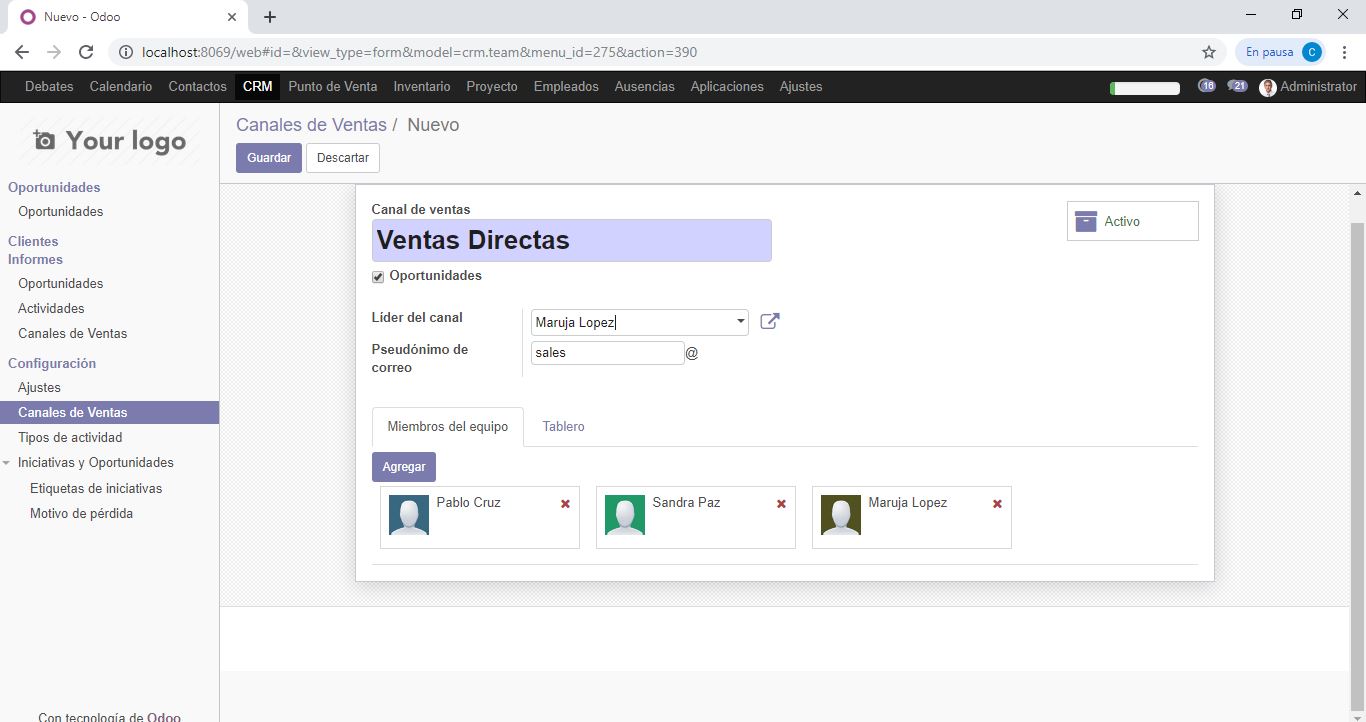 Nuevo - Odoo
localhost:8069/web#id=&view_type=form&model=crm.team&menu_id=275&action=390
En pausa C
Debates Calendario Contactos CRM Punto de Venta Inventario Proyecto Empleados Ausencias Aplicaciones Ajustes 16 21 Administrator
Your logo
Oportunidades
Oportunidades
Clientes
Informes
Oportunidades
Actividades
Canales de Ventas
Configuración
Ajustes
Canales de Ventas
Tipos de actividad
Iniciativas y Oportunidades
Etiquetas de iniciativas
Motivo de pérdida
Con tecnología de Odoo
Canales de Ventas / Nuevo
Guardar Descartar
Canal de ventas
Ventas Directas
Activo
Oportunidades
Líder del canal Maruja Lopez
Pseudónimo de
correo
sales @
Miembros del equipo Tablero
Agregar
Pablo Cruz Sandra Paz Maruja Lopez